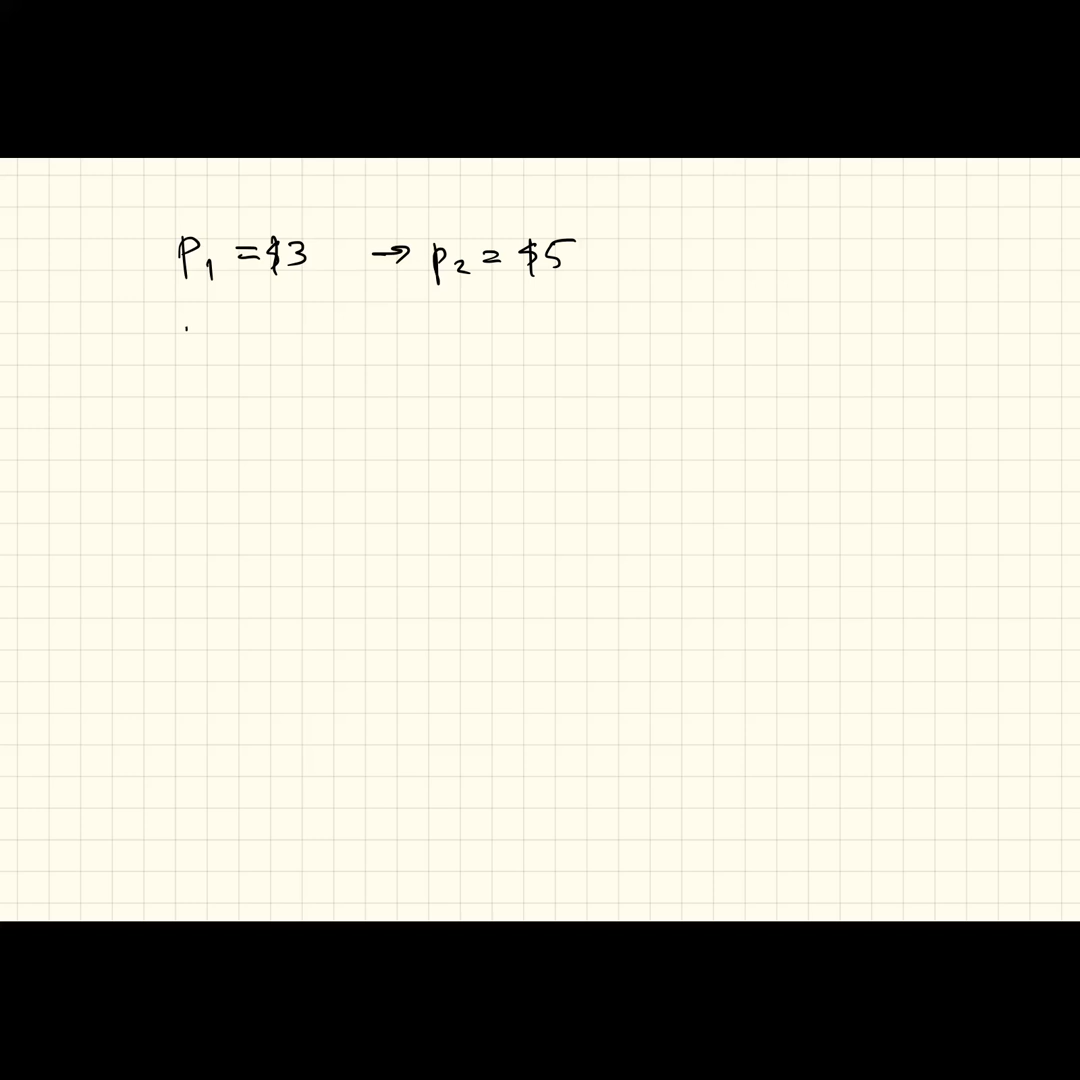 P₁ = $3 → P₂ = $5